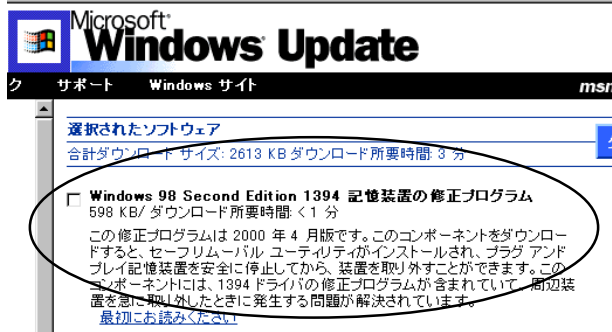 Microsoft
Windows Update
ク サポート Windows サイト msn
選択されたソフトウェア
合計ダウンロード サイズ: 2613 KB ダウンロード所要時間: 3 分
Windows 98 Second Edition 1394 記憶装置の修正プログラム
598 KB/ ダウンロード所要時間: < 1 分
この修正プログラムは 2000 年 4 月版です。このコンポーネントをダウンロー
ドすると、セーフリムーバル ユーティリティがインストールされ、プラグ アンド
プレイ記憶装置を安全に停止してから、装置を取り外すことができます。この
コンポーネントには、1394 ドライバの修正プログラムが含まれていて、周辺装
置を急に取り外したときに発生する問題が解決されています。
最初にお読みください